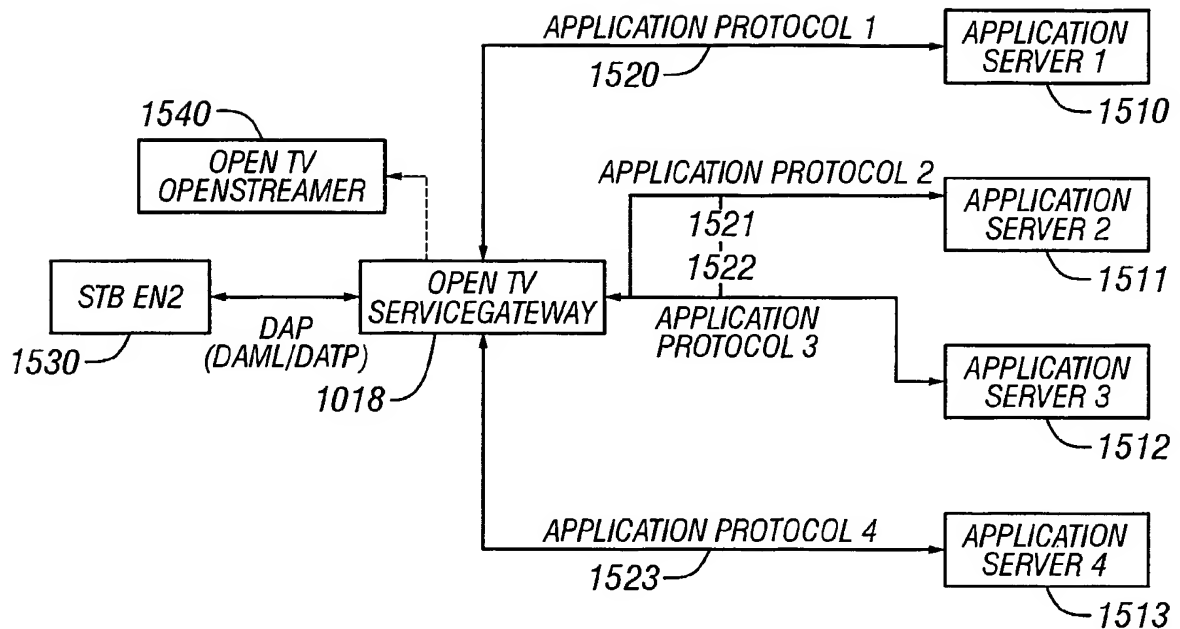 APPLICATION PROTOCOL 1
1520
APPLICATION
SERVER 1
1510
1540
OPEN TV
OPENSTREAMER
APPLICATION PROTOCOL 2
1521
APPLICATION
SERVER 2
1511
1522
STB EN2
1530
DAP
(DAML/DATP)
OPEN TV
SERVICEGATEWAY
1018
APPLICATION
PROTOCOL 3
APPLICATION
SERVER 3
1512
APPLICATION PROTOCOL 4
1523
APPLICATION
SERVER 4
1513